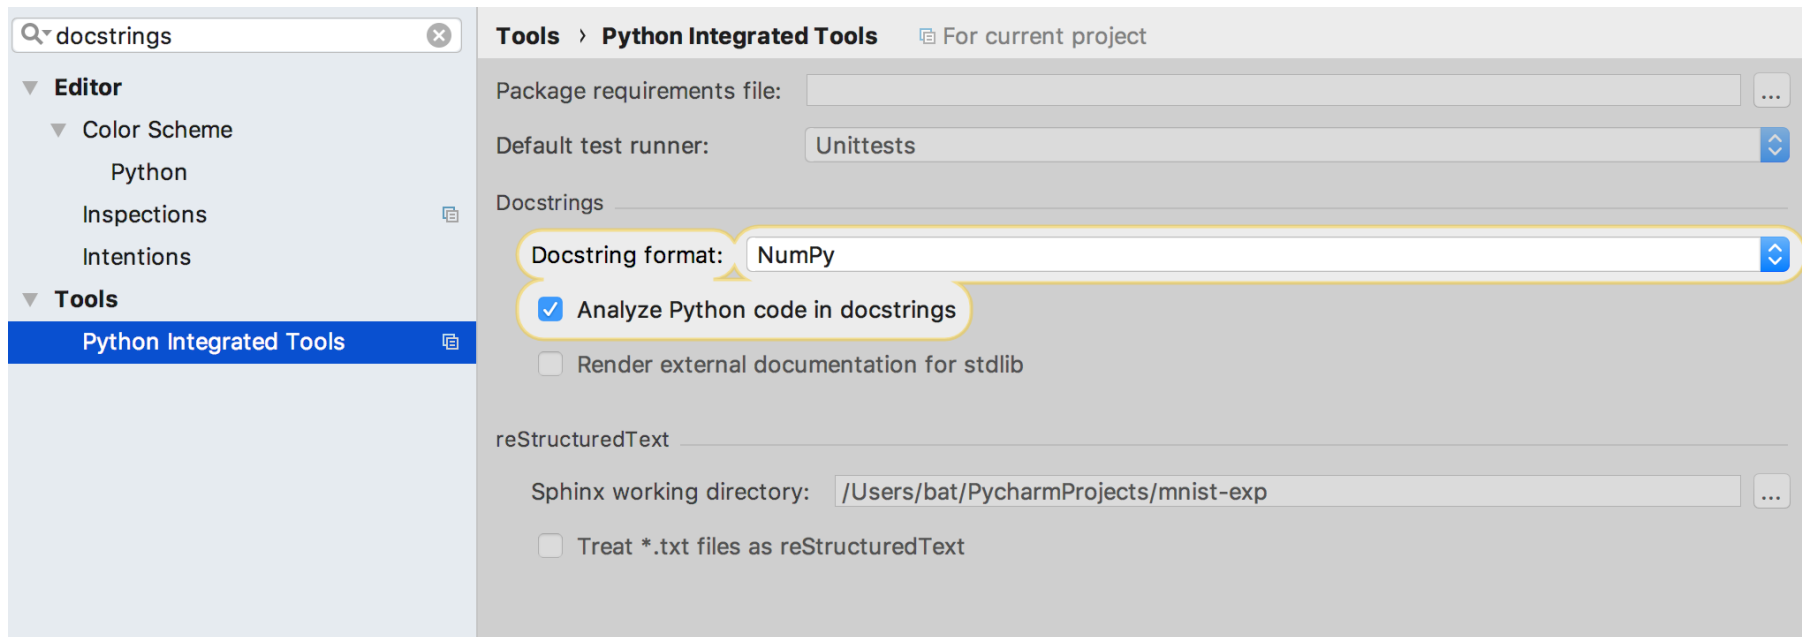 docstrings
Editor
Color Scheme
Python
Inspections
Intentions
Tools
Python Integrated Tools
Tools › Python Integrated Tools For current project
Package requirements file: ...
Default test runner: Unittests
Docstrings
Docstring format: NumPy
Analyze Python code in docstrings
Render external documentation for stdlib
reStructuredText
Sphinx working directory: /Users/bat/PycharmProjects/mnist-exp ...
Treat *.txt files as reStructuredText